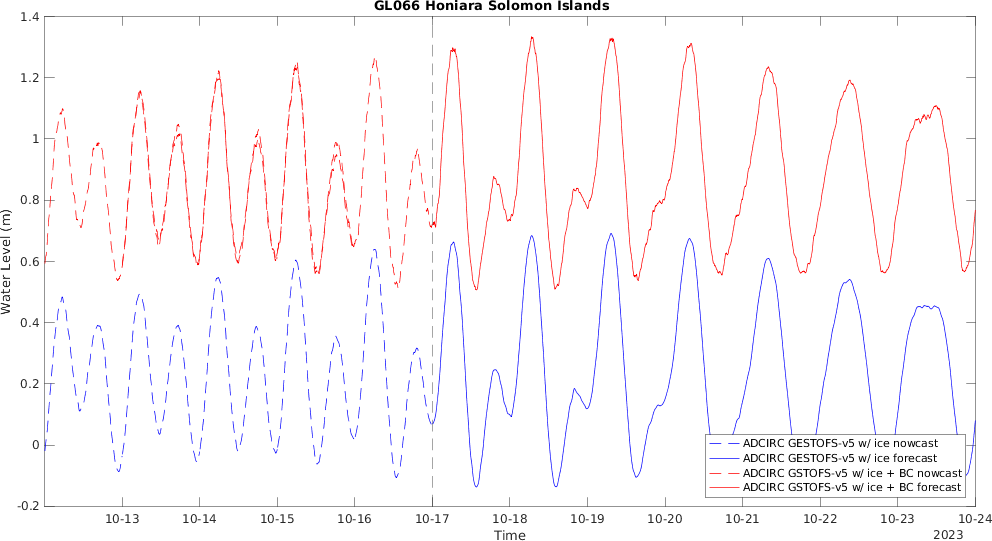 GL066 Honiara Solomon Islands
1.4
1.2
1
0.8
0.6
0.4
0.2
0
-0.2
Water Level (m)
ADCIRC GESTOFS-v5 w/ ice nowcast
ADCIRC GESTOFS-v5 w/ ice forecast
ADCIRC GSTOFS-v5 w/ ice + BC nowcast
ADCIRC GSTOFS-v5 w/ ice + BC forecast
10-13 10-14 10-15 10-16 10-17 10-18 10-19 10-20 10-21 10-22 10-23 10-24
Time
2023